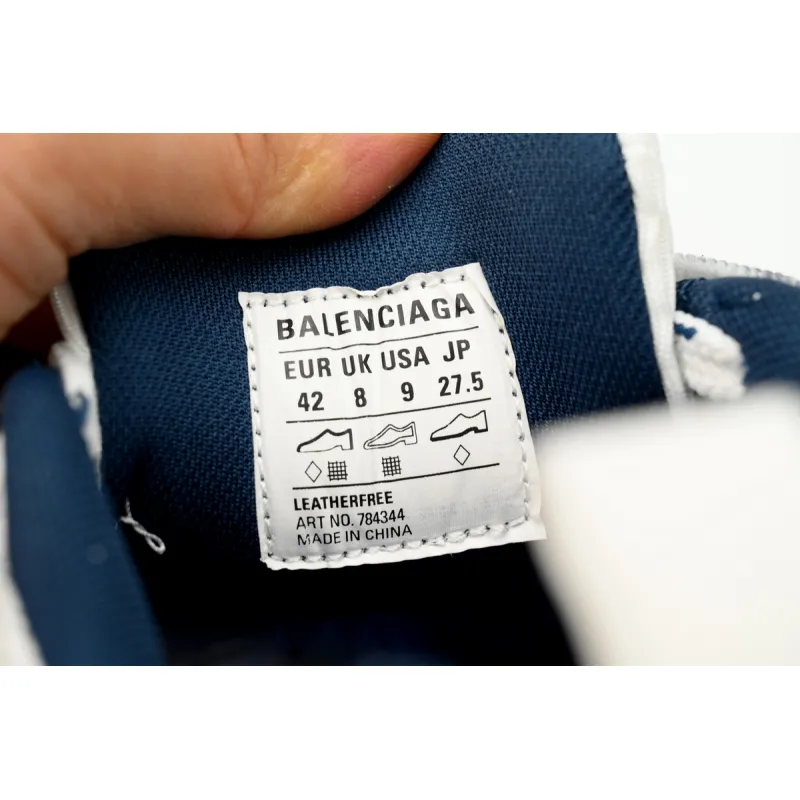 BALENCIAGA
EUR UK USA JP
42 8 9 27.5
LEATHERFREE
ART NO. 784344
MADE IN CHINA